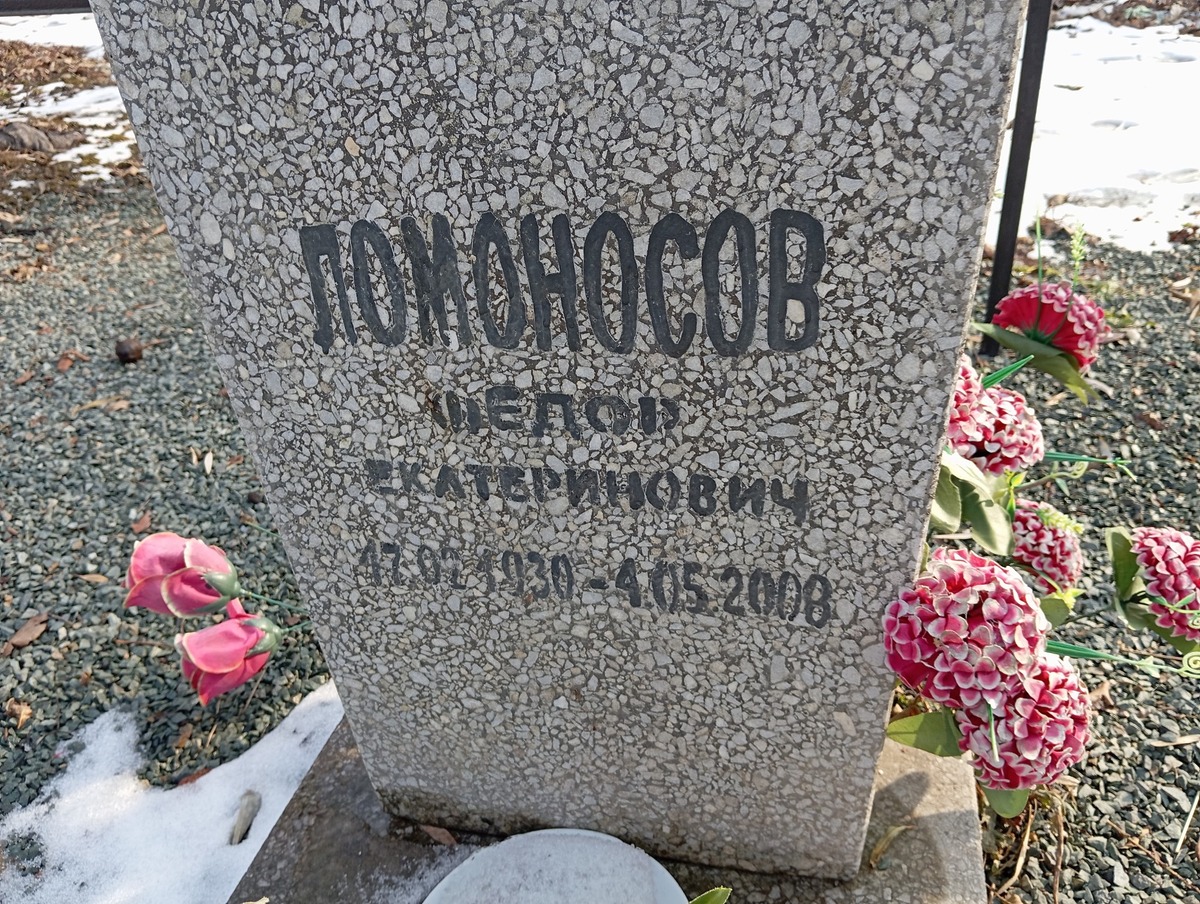 ЛОМОНОСОВ
ФЕДОР
ЕКАТЕРИНОВИЧ
17.02.1930 - 4.05.2008